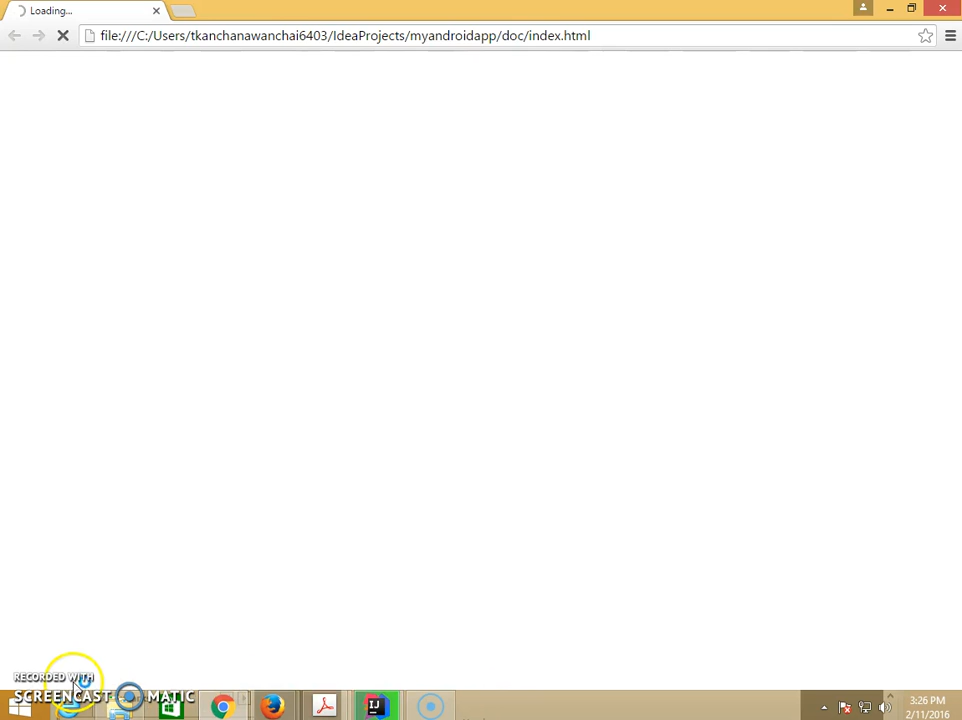 Loading...
file:///C:/Users/tkanchanawanchai6403/IdeaProjects/myandroidapp/doc/index.html
RECORDED WITH
SCREENCAST MATIC
IJ
3:26 PM
2/11/2016